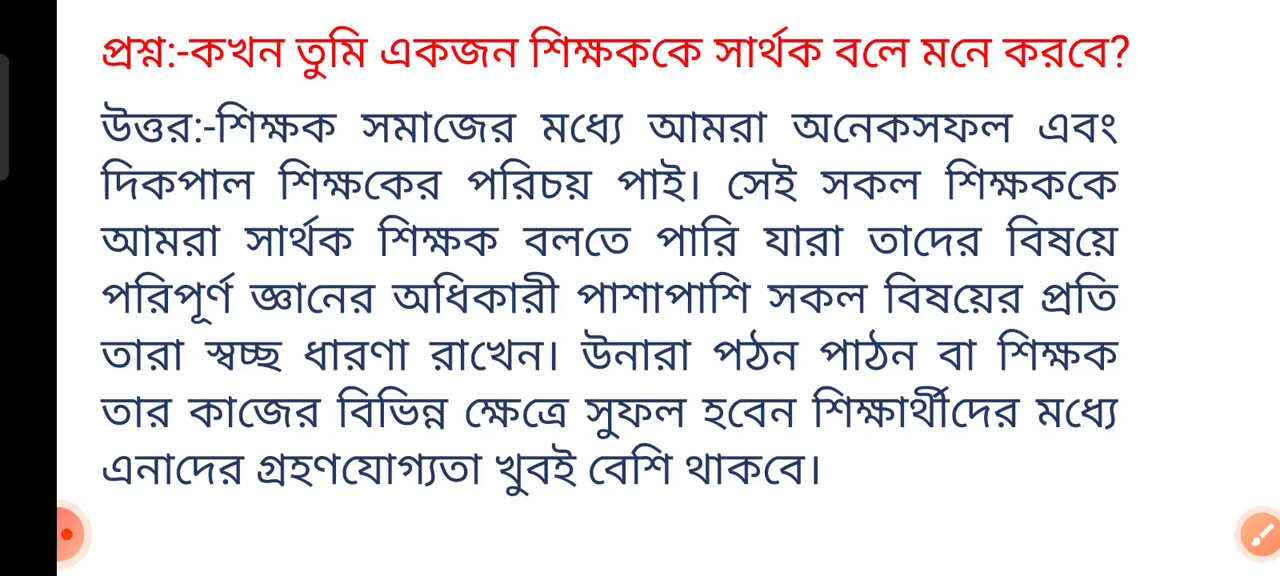 প্রশ্ন:-কখন তুমি একজন শিক্ষককে সার্থক বলে মনে করবে?
উত্তর:-শিক্ষক সমাজের মধ্যে আমরা অনেকসফল এবং
দিকপাল শিক্ষকের পরিচয় পাই। সেই সকল শিক্ষককে
আমরা সার্থক শিক্ষক বলতে পারি যারা তাদের বিষয়ে
পরিপূর্ণ জ্ঞানের অধিকারী পাশাপাশি সকল বিষয়ের প্রতি
তারা স্বচ্ছ ধারণা রাখেন। উনারা পঠন পাঠন বা শিক্ষক
তার কাজের বিভিন্ন ক্ষেত্রে সুফল হবেন শিক্ষার্থীদের মধ্যে
এনাদের গ্রহণযোগ্যতা খুবই বেশি থাকবে।